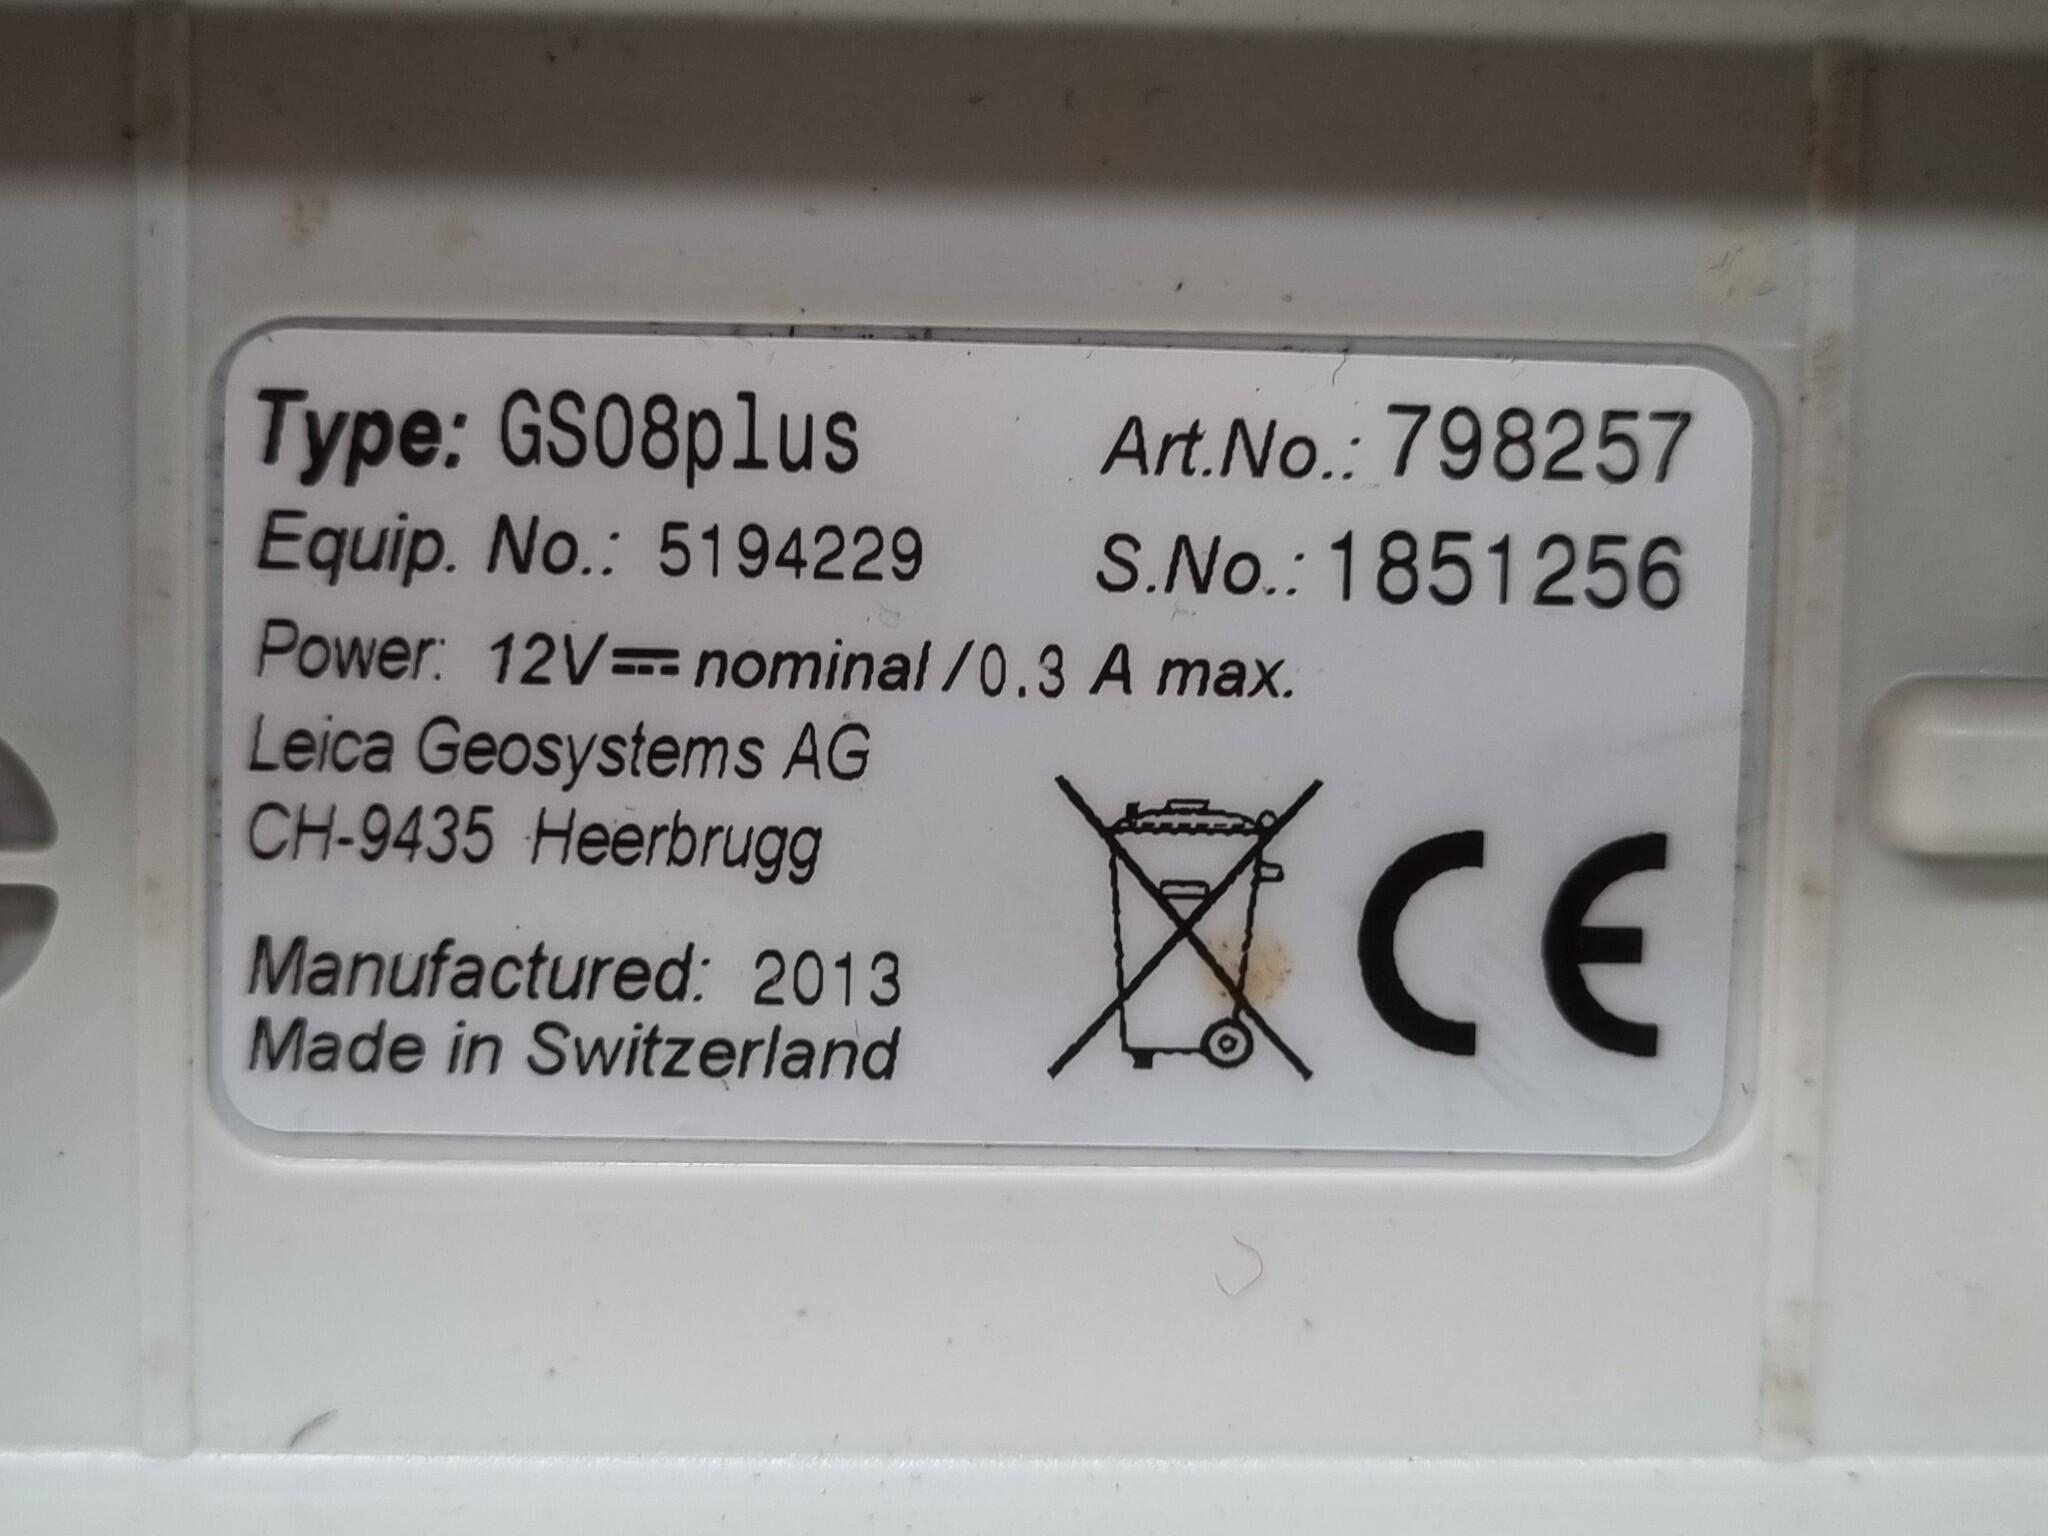 Type: GS08plus Art.No.: 798257
Equip. No.: 5194229 S.No.: 1851256
Power: 12V⎓nominal/0.3 A max.
Leica Geosystems AG
CH-9435 Heerbrugg
CE
Manufactured: 2013
Made in Switzerland